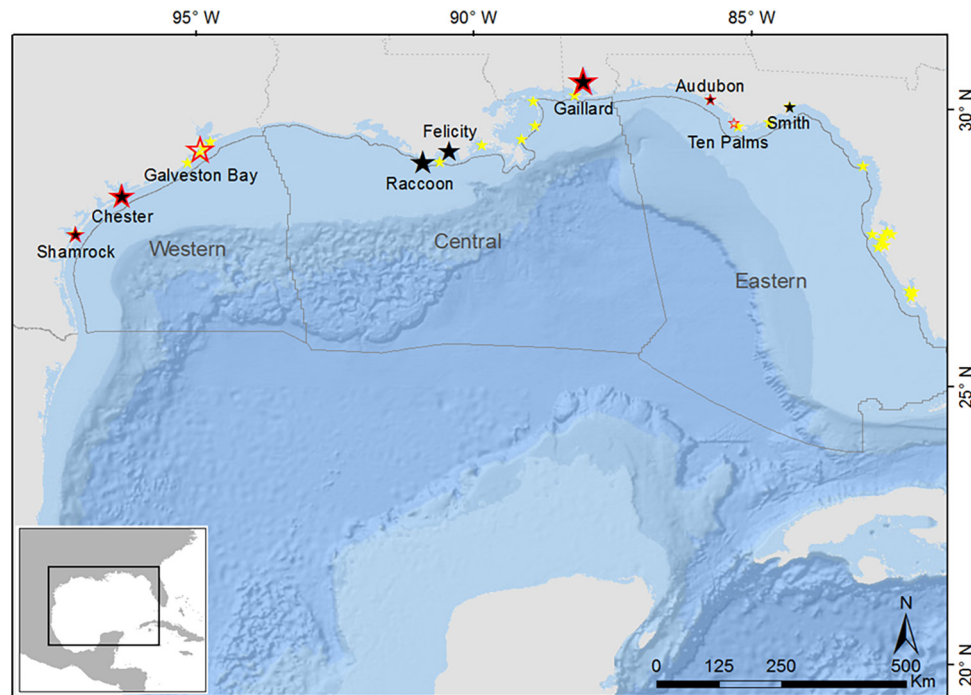 95° W
90° W
85° W
30° N
25° N
20° N
Audubon
Gaillard
Smith
Felicity
Ten Palms
Galveston Bay
Raccoon
Chester
Shamrock
Western
Central
Eastern
N
0 125 250 500
Km